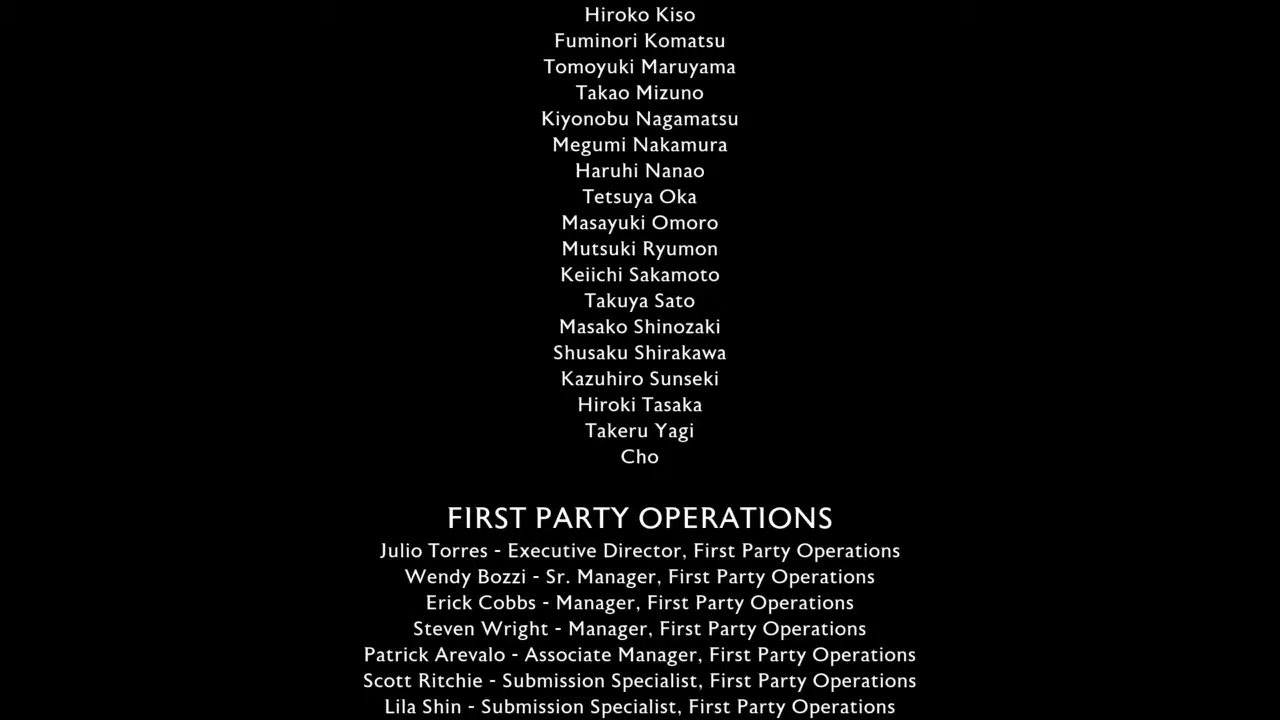 Hiroko Kiso
Fuminori Komatsu
Tomoyuki Maruyama
Takao Mizuno
Kiyonobu Nagamatsu
Megumi Nakamura
Haruhi Nanao
Tetsuya Oka
Masayuki Omoro
Mutsuki Ryumon
Keiichi Sakamoto
Takuya Sato
Masako Shinozaki
Shusaku Shirakawa
Kazuhiro Sunseki
Hiroki Tasaka
Takeru Yagi
Cho
FIRST PARTY OPERATIONS
Julio Torres - Executive Director, First Party Operations
Wendy Bozzi - Sr. Manager, First Party Operations
Erick Cobbs - Manager, First Party Operations
Steven Wright - Manager, First Party Operations
Patrick Arevalo - Associate Manager, First Party Operations
Scott Ritchie - Submission Specialist, First Party Operations
Lila Shin - Submission Specialist, First Party Operations